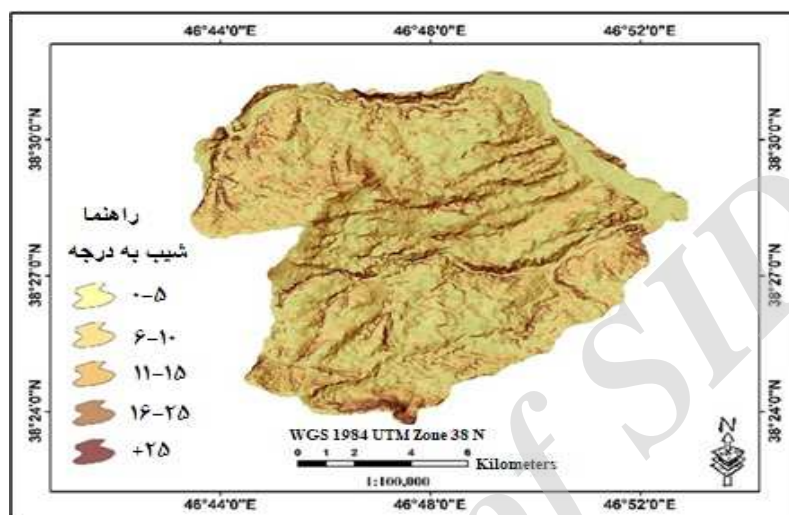 46°44'0"E 46°48'0"E 46°52'0"E
38°30'0"N 38°30'0"N
38°27'0"N 38°27'0"N
38°24'0"N 38°24'0"N
راهنما
شیب به درجه
۰-۵
۶-۱۰
۱۱-۱۵
۱۶-۲۵
+۲۵
N
WGS 1984 UTM Zone 38 N
0 1 2 4 6
Kilometers
1:100,000
46°44'0"E 46°48'0"E 46°52'0"E
of SID